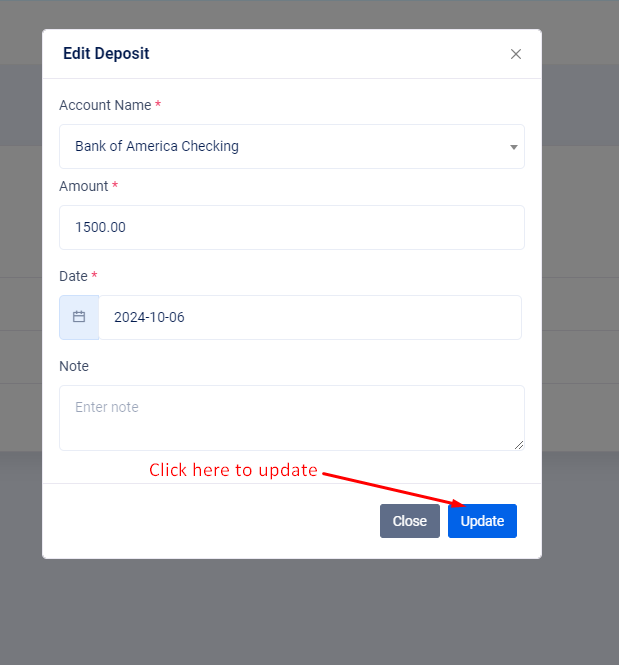 Edit Deposit
Account Name *
Bank of America Checking
Amount *
1500.00
Date *
2024-10-06
Note
Enter note
Click here to update
Close Update